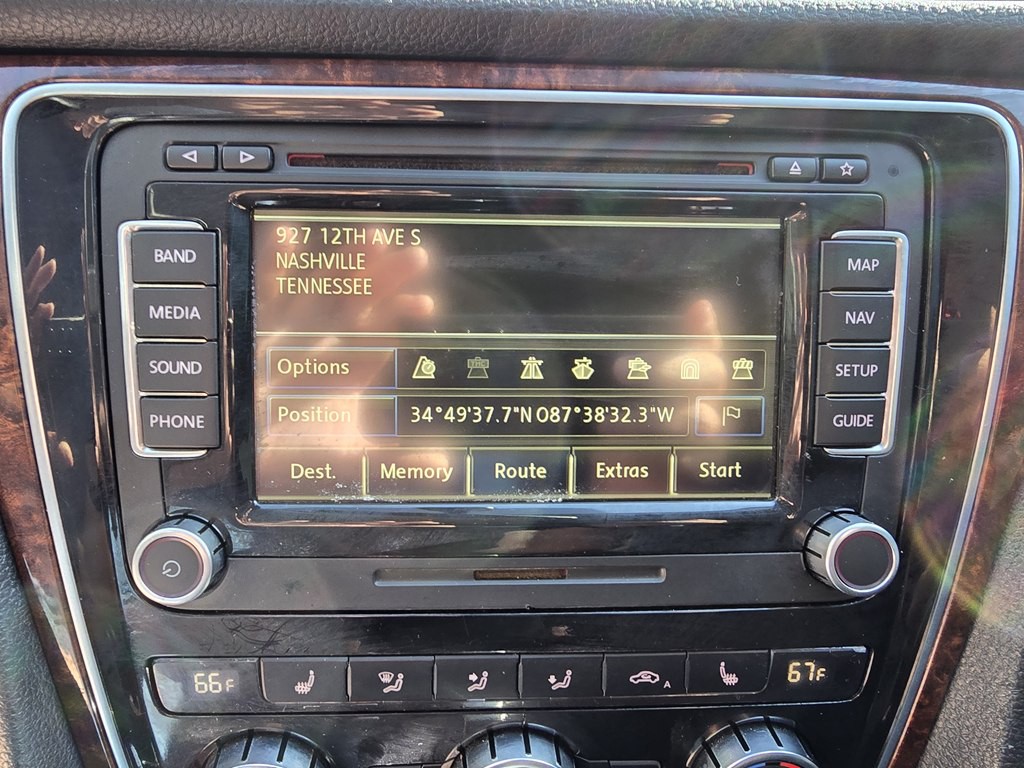 927 12TH AVE S
NASHVILLE
TENNESSEE
BAND
MEDIA
SOUND
PHONE
MAP
NAV
SETUP
GUIDE
Options
Position 34°49'37.7"N 087°38'32.3"W
Dest. Memory Route Extras Start
66F
A
67F